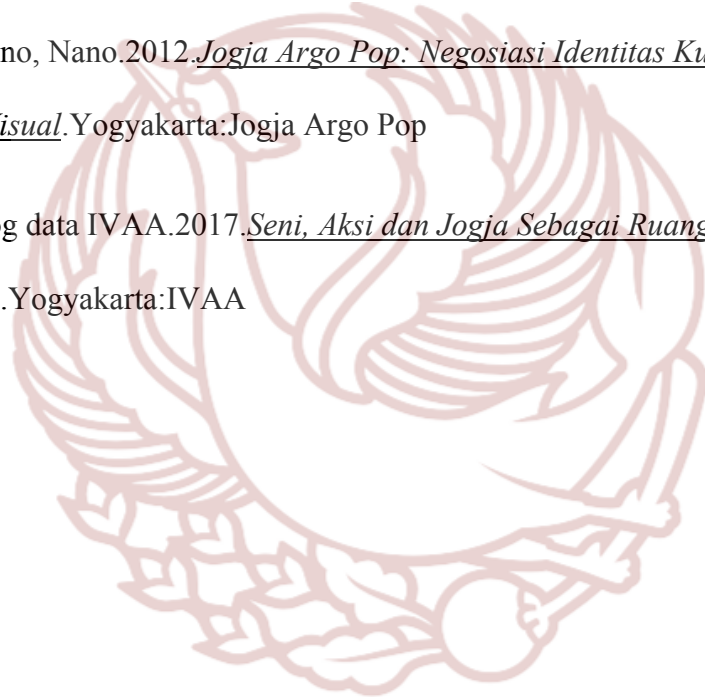 no, Nano.2012.Jogja Argo Pop: Negosiasi Identitas Ku
isual.Yogyakarta:Jogja Argo Pop
g data IVAA.2017.Seni, Aksi dan Jogja Sebagai Ruang
.Yogyakarta:IVAA